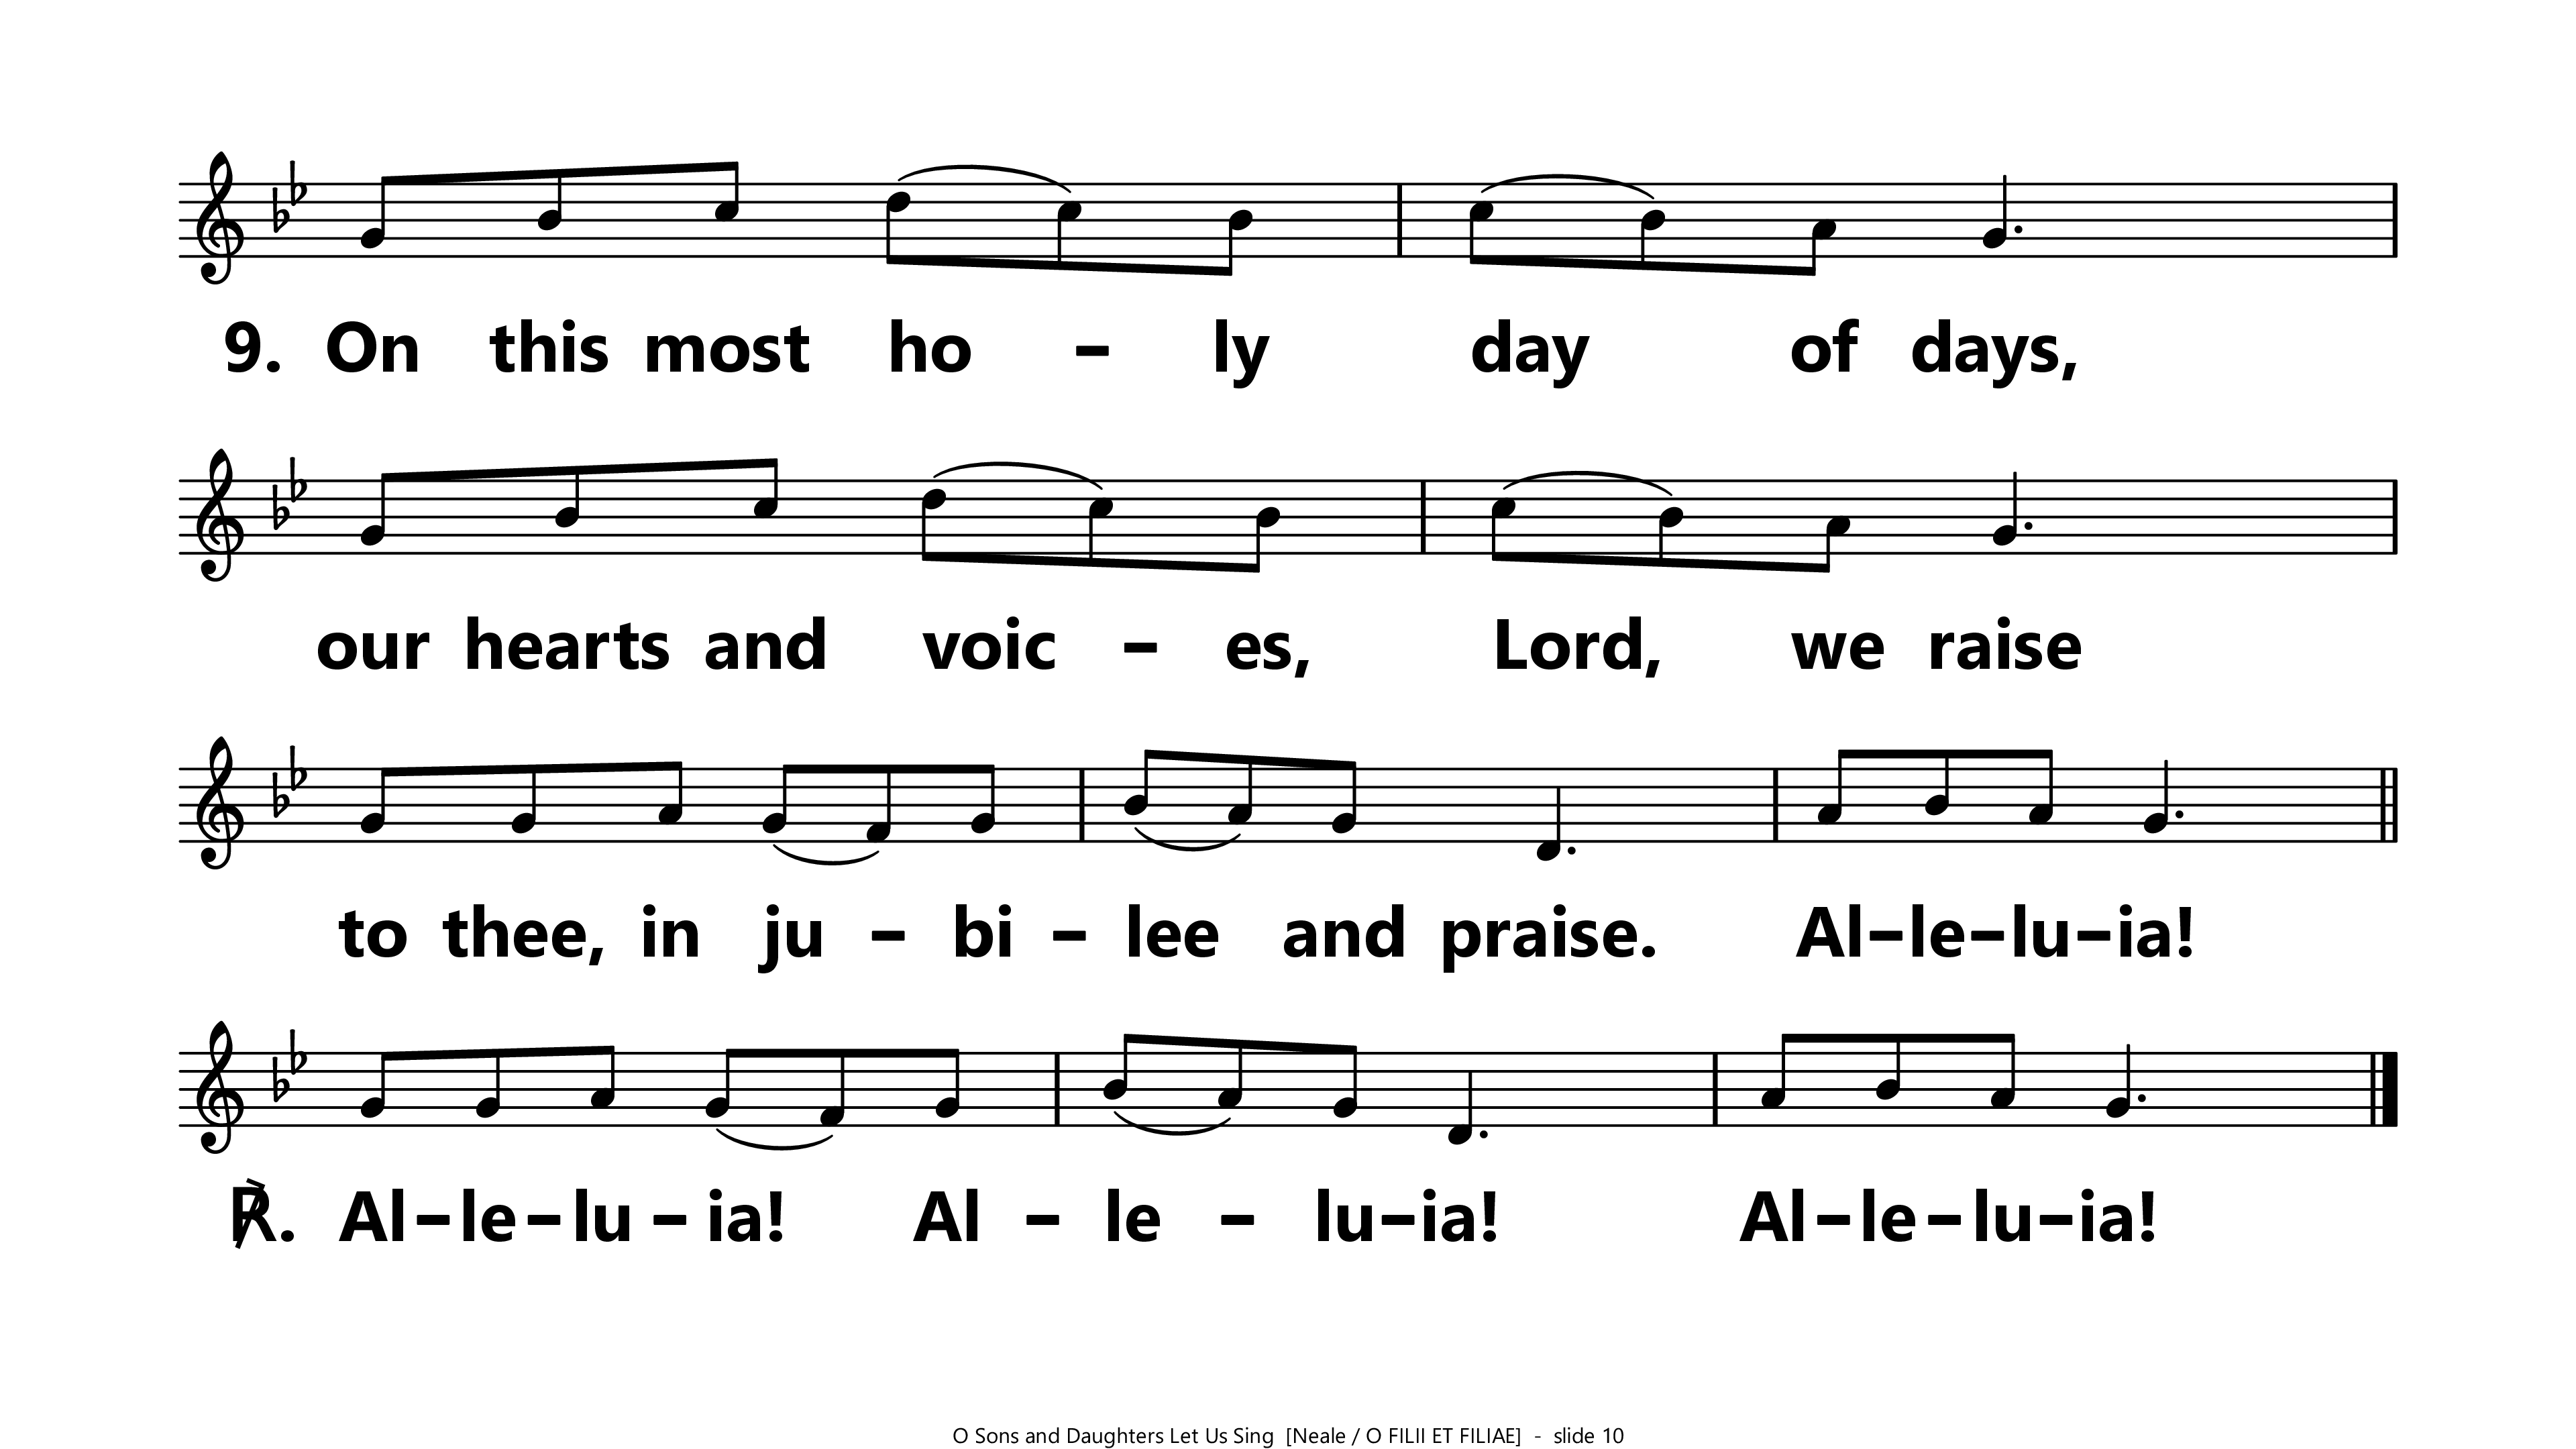 9. On this most ho – ly day of days,
our hearts and voic – es, Lord, we raise
to thee, in ju – bi – lee and praise. Al–le–lu–ia!
℟. Al–le–lu–ia! Al – le – lu–ia! Al–le–lu–ia!
O Sons and Daughters Let Us Sing [Neale / O FILII ET FILIAE] - slide 10